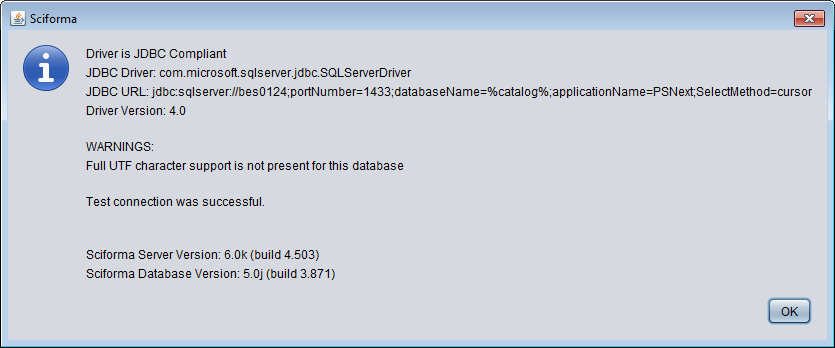 Sciforma
Driver is JDBC Compliant
JDBC Driver: com.microsoft.sqlserver.jdbc.SQLServerDriver
JDBC URL: jdbc:sqlserver://bes0124;portNumber=1433;databaseName=%catalog%;applicationName=PSNext;SelectMethod=cursor
Driver Version: 4.0
WARNINGS:
Full UTF character support is not present for this database
Test connection was successful.
Sciforma Server Version: 6.0k (build 4.503)
Sciforma Database Version: 5.0j (build 3.871)
OK